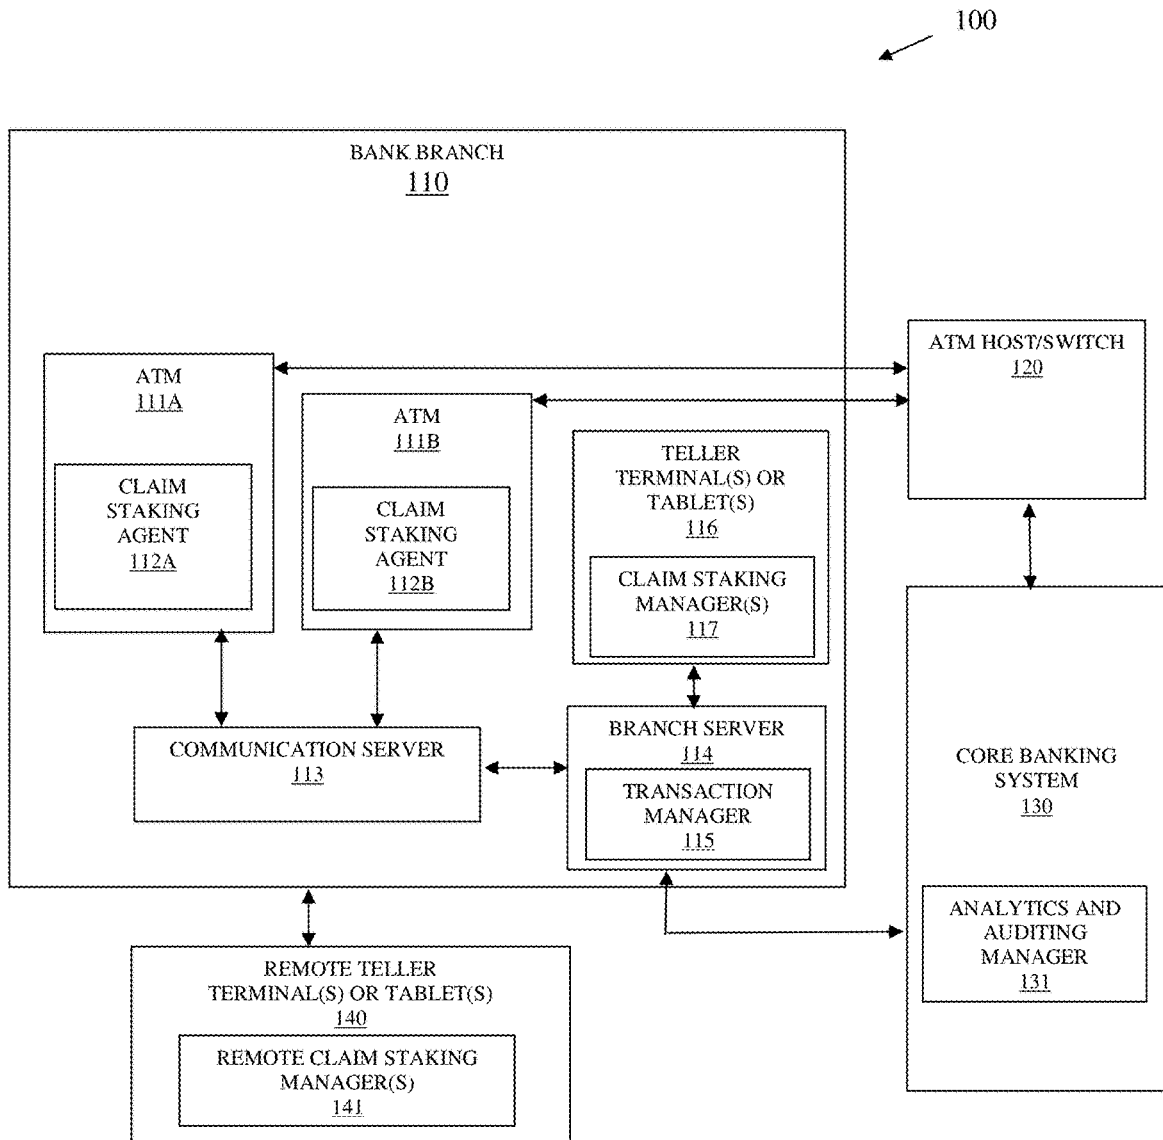 100
BANK BRANCH
110
ATM
111A
CLAIM
STAKING
AGENT
112A
ATM
111B
CLAIM
STAKING
AGENT
112B
TELLER
TERMINAL(S) OR
TABLET(S)
116
CLAIM STAKING
MANAGER(S)
117
ATM HOST/SWITCH
120
COMMUNICATION SERVER
113
BRANCH SERVER
114
TRANSACTION
MANAGER
115
CORE BANKING
SYSTEM
130
ANALYTICS AND
AUDITING
MANAGER
131
REMOTE TELLER
TERMINAL(S) OR TABLET(S)
140
REMOTE CLAIM STAKING
MANAGER(S)
141